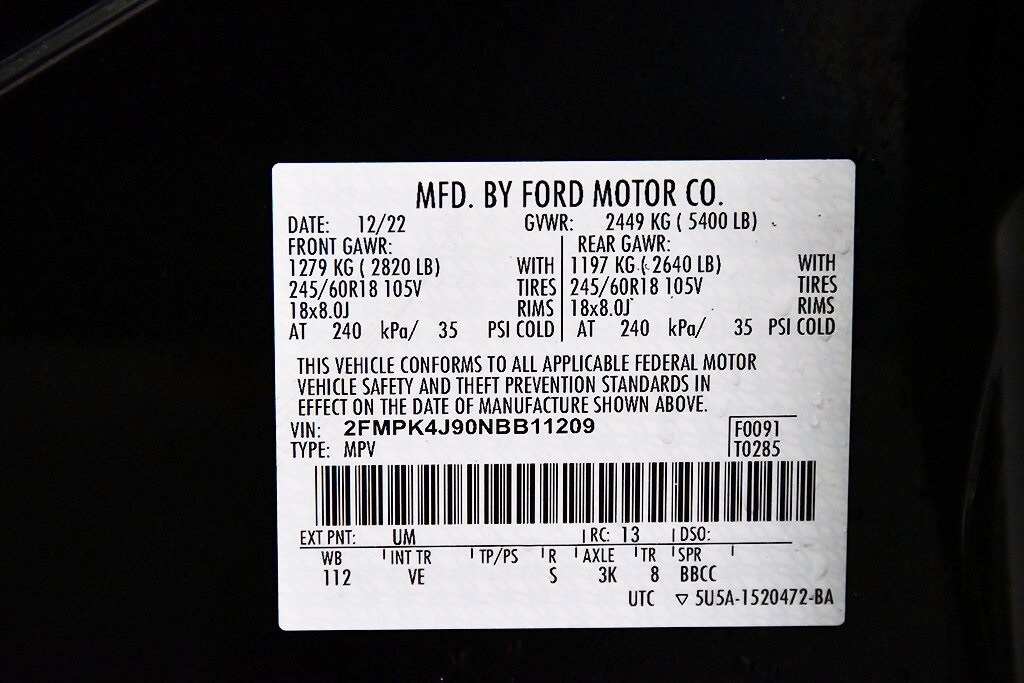 MFD. BY FORD MOTOR CO.
DATE: 12/22 GVWR: 2449 KG ( 5400 LB)
FRONT GAWR: REAR GAWR:
1279 KG ( 2820 LB) WITH 1197 KG ( 2640 LB) WITH
245/60R18 105V TIRES 245/60R18 105V TIRES
18x8.0J RIMS 18x8.0J RIMS
AT 240 kPa/ 35 PSI COLD AT 240 kPa/ 35 PSI COLD
THIS VEHICLE CONFORMS TO ALL APPLICABLE FEDERAL MOTOR
VEHICLE SAFETY AND THEFT PREVENTION STANDARDS IN
EFFECT ON THE DATE OF MANUFACTURE SHOWN ABOVE.
VIN: 2FMPK4J90NBB11209 F0091
TYPE: MPV T0285
EXT PNT: UM RC: 13 DSO:
WB INT TR TP/PS R AXLE TR SPR
112 VE S 3K 8 BBCC
UTC ▽ 5U5A-1520472-BA